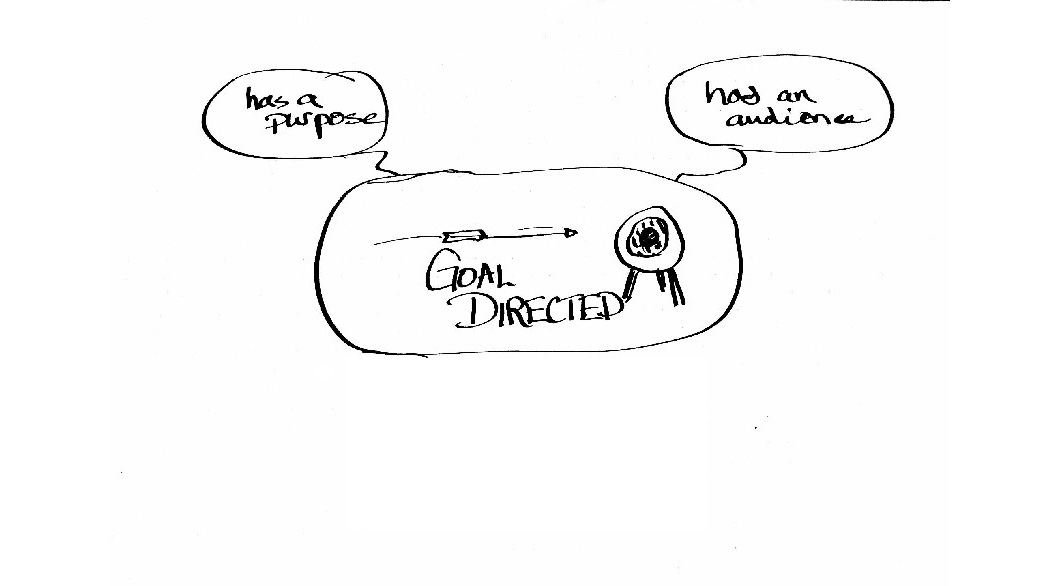 has a
purpose
has an
audience
GOAL
DIRECTED